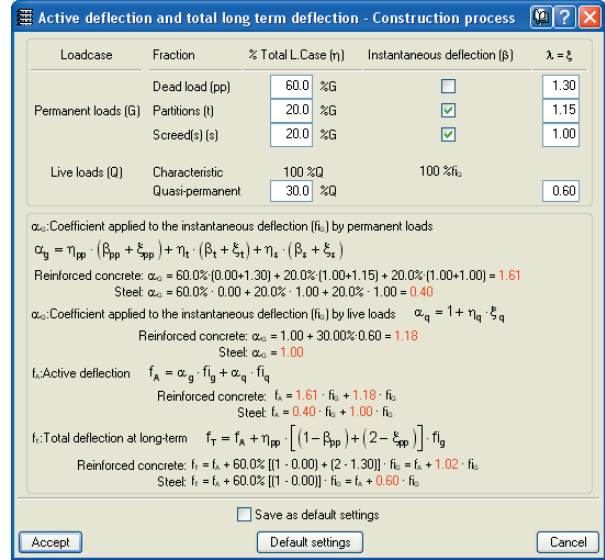 Active deflection and total long term deflection - Construction process
Loadcase Fraction % Total L.Case (η) Instantaneous deflection (β) λ = ξ
Dead load (pp) 60.0 %G 1.30
Permanent loads (G) Partitions (t) 20.0 %G 1.15
Screed(s) (s) 20.0 %G 1.00
Live loads (Q) Characteristic 100 %Q 100 %fiG
Quasi-permanent 30.0 %Q 0.60
αG:Coefficient applied to the instantaneous deflection (fiG) by permanent loads
αg = ηpp · (βpp + ξpp) + ηt · (βt + ξt) + ηs · (βs + ξs)
Reinforced concrete: αG = 60.0%·(0.00+1.30) + 20.0%·(1.00+1.15) + 20.0%·(1.00+1.00) = 1.61
Steel: αG = 60.0% · 0.00 + 20.0% · 1.00 + 20.0% · 1.00 = 0.40
αG:Coefficient applied to the instantaneous deflection (fiG) by live loads αq = 1 + ηq · ξq
Reinforced concrete: αG = 1.00 + 30.00%·0.60 = 1.18
Steel: αG = 1.00
fA:Active deflection fA = αg · fig + αq · fiq
Reinforced concrete: fA = 1.61 · fiG + 1.18 · fiG
Steel: fA = 0.40 · fiG + 1.00 · fiG
fT:Total deflection at long-term fT = fA + ηpp · [(1 − βpp) + (2 − ξpp)] · fig
Reinforced concrete: fT = fA + 60.0% [(1 - 0.00) + (2 - 1.30)] · fiG = fA + 1.02 · fiG
Steel: fT = fA + 60.0% [(1 - 0.00)] · fiG = fA + 0.60 · fiG
Save as default settings
Accept Default settings Cancel